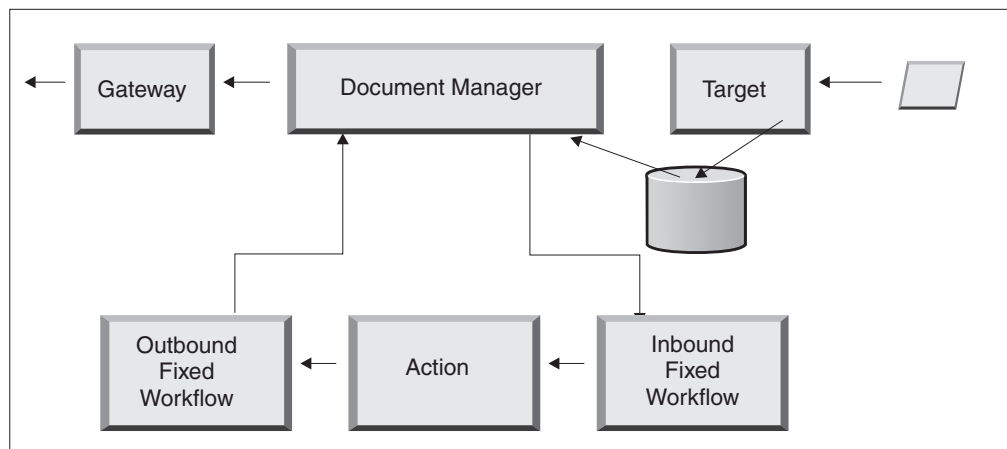 Gateway
Document Manager
Target
Outbound
Fixed
Workflow
Action
Inbound
Fixed
Workflow